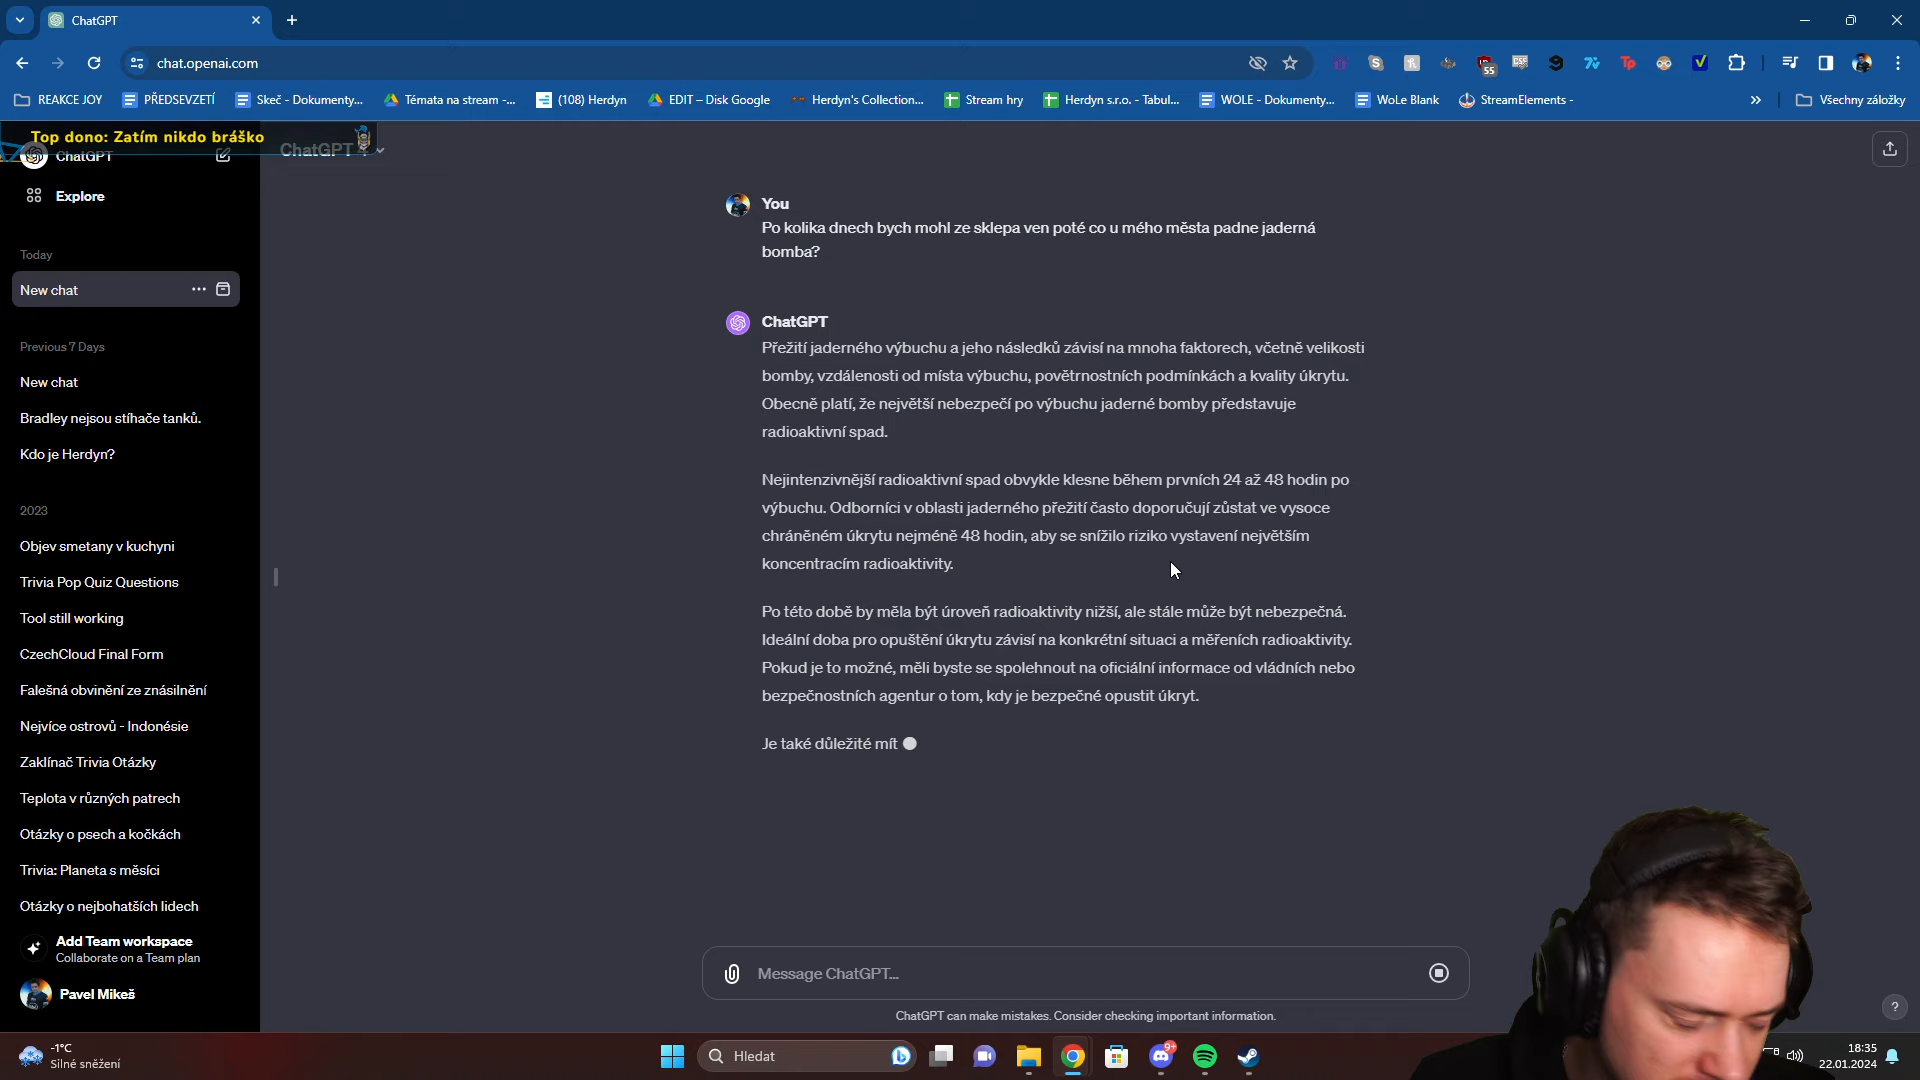 ChatGPT
chat.openai.com
55
REAKCE JOY
PŘEDSEVZETÍ
Skeč - Dokumenty...
Témata na stream -...
(108) Herdyn
EDIT – Disk Google
Herdyn's Collection...
Stream hry
Herdyn s.r.o. - Tabul...
WOLE - Dokumenty...
WoLe Blank
StreamElements -
Všechny záložky
Top dono: Zatím nikdo bráško
ChatGPT
ChatGPT 4
Explore
Today
New chat
Previous 7 Days
New chat
Bradley nejsou stíhače tanků.
Kdo je Herdyn?
2023
Objev smetany v kuchyni
Trivia Pop Quiz Questions
Tool still working
CzechCloud Final Form
Falešná obvinění ze znásilnění
Nejvíce ostrovů - Indonésie
Zaklínač Trivia Otázky
Teplota v různých patrech
Otázky o psech a kočkách
Trivia: Planeta s měsíci
Otázky o nejbohatších lidech
Add Team workspace
Collaborate on a Team plan
Pavel Mikeš
You
Po kolika dnech bych mohl ze sklepa ven poté co u mého města padne jaderná
bomba?
ChatGPT
Přežití jaderného výbuchu a jeho následků závisí na mnoha faktorech, včetně velikosti
bomby, vzdálenosti od místa výbuchu, povětrnostních podmínkách a kvality úkrytu.
Obecně platí, že největší nebezpečí po výbuchu jaderné bomby představuje
radioaktivní spad.
Nejintenzivnější radioaktivní spad obvykle klesne během prvních 24 až 48 hodin po
výbuchu. Odborníci v oblasti jaderného přežití často doporučují zůstat ve vysoce
chráněném úkrytu nejméně 48 hodin, aby se snížilo riziko vystavení největším
koncentracím radioaktivity.
Po této době by měla být úroveň radioaktivity nižší, ale stále může být nebezpečná.
Ideální doba pro opuštění úkrytu závisí na konkrétní situaci a měřeních radioaktivity.
Pokud je to možné, měli byste se spolehnout na oficiální informace od vládních nebo
bezpečnostních agentur o tom, kdy je bezpečné opustit úkryt.
Je také důležité mít
Message ChatGPT...
ChatGPT can make mistakes. Consider checking important information.
?
-1°C
Silné sněžení
Hledat
9+
18:35
22.01.2024